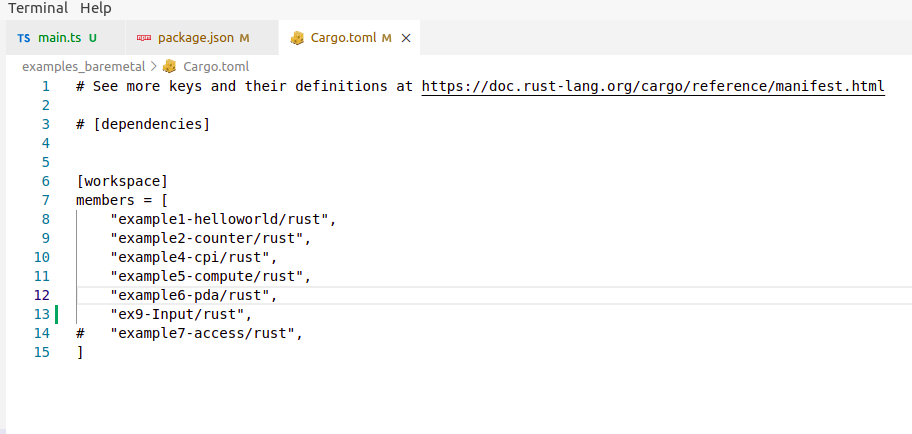 Terminal Help
TS main.ts U package.json M Cargo.toml M
examples_baremetal > Cargo.toml
1 # See more keys and their definitions at https://doc.rust-lang.org/cargo/reference/manifest.html
2
3 # [dependencies]
4
5
6 [workspace]
7 members = [
8     "example1-helloworld/rust",
9     "example2-counter/rust",
10     "example4-cpi/rust",
11     "example5-compute/rust",
12     "example6-pda/rust",
13     "ex9-Input/rust",
14 #   "example7-access/rust",
15 ]